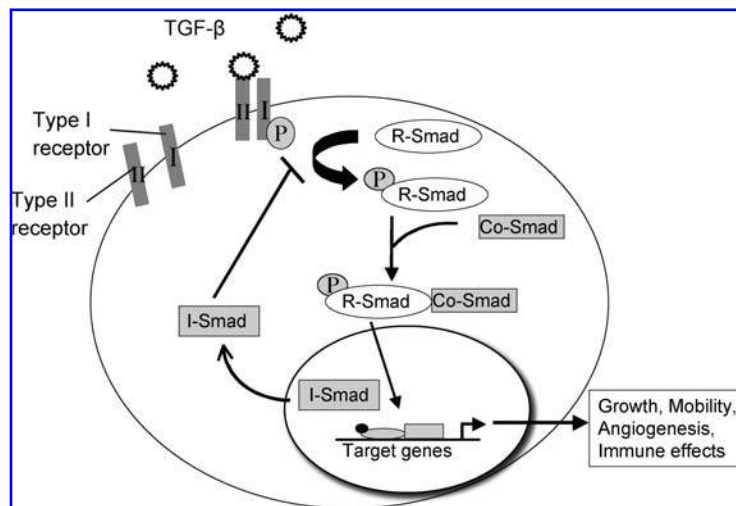 TGF-β
Type I
receptor
Type II
receptor
II
I
II
I
P
R-Smad
P
R-Smad
Co-Smad
P
R-Smad
Co-Smad
I-Smad
I-Smad
Target genes
Growth, Mobility,
Angiogenesis,
Immune effects